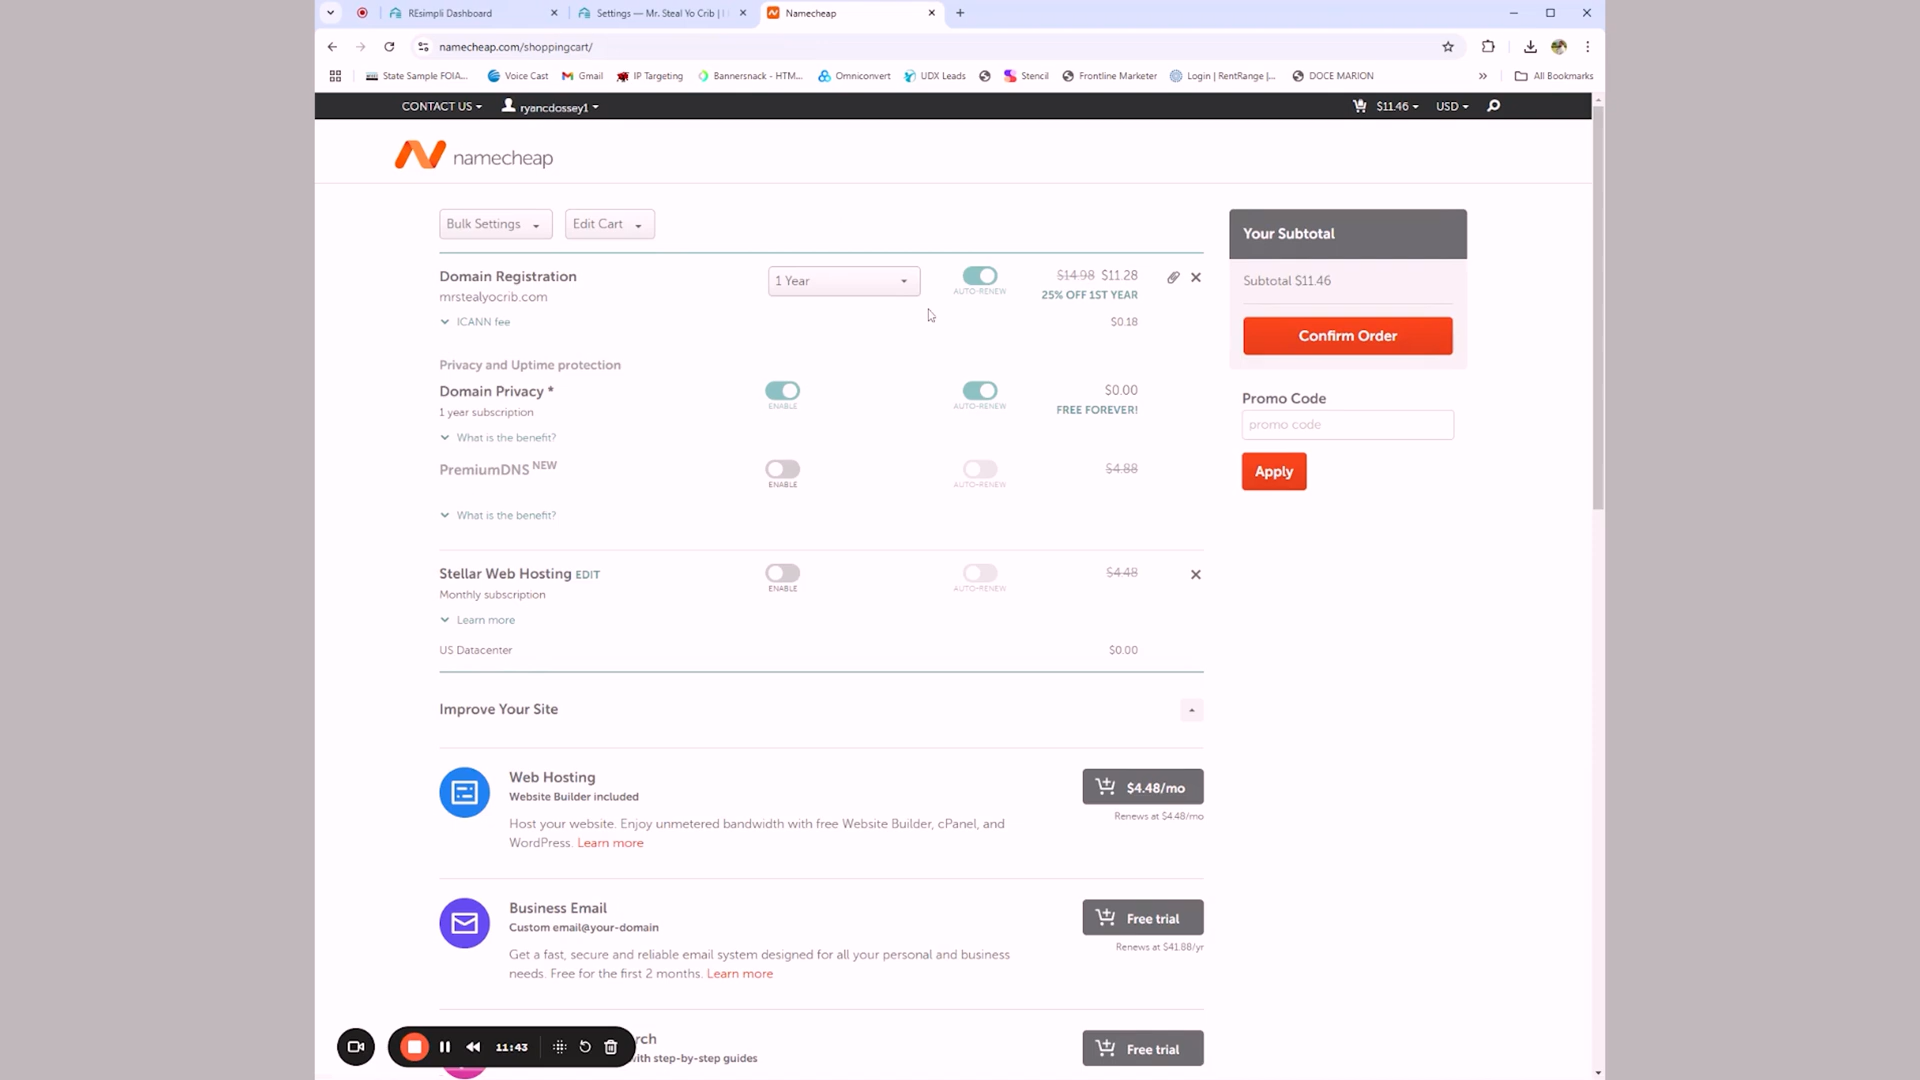 REsimpli Dashboard
Settings — Mr. Steal Yo Crib |
Namecheap
namecheap.com/shoppingcart/
State Sample FOIA...
Voice Cast
Gmail
IP Targeting
Bannersnack - HTM...
Omniconvert
UDX Leads
Stencil
Frontline Marketer
Login | RentRange |...
DOCE MARION
»
All Bookmarks
CONTACT US
ryancdossey1
$11.46
USD
namecheap
Bulk Settings
Edit Cart
Your Subtotal
Domain Registration
1 Year
AUTO-RENEW
$14.98 $11.28
Subtotal $11.46
mrstealyocrib.com
25% OFF 1ST YEAR
ICANN fee
$0.18
Confirm Order
Privacy and Uptime protection
Domain Privacy *
ENABLE
AUTO-RENEW
$0.00
Promo Code
1 year subscription
FREE FOREVER!
promo code
What is the benefit?
PremiumDNS NEW
ENABLE
AUTO-RENEW
$4.88
Apply
What is the benefit?
Stellar Web Hosting EDIT
ENABLE
AUTO-RENEW
$4.48
Monthly subscription
Learn more
US Datacenter
$0.00
Improve Your Site
Web Hosting
Website Builder included
$4.48/mo
Renews at $4.48/mo
Host your website. Enjoy unmetered bandwidth with free Website Builder, cPanel, and
WordPress. Learn more
Business Email
Custom email@your-domain
Free trial
Renews at $41.88/yr
Get a fast, secure and reliable email system designed for all your personal and business
needs. Free for the first 2 months. Learn more
11:43
rch
with step-by-step guides
Free trial